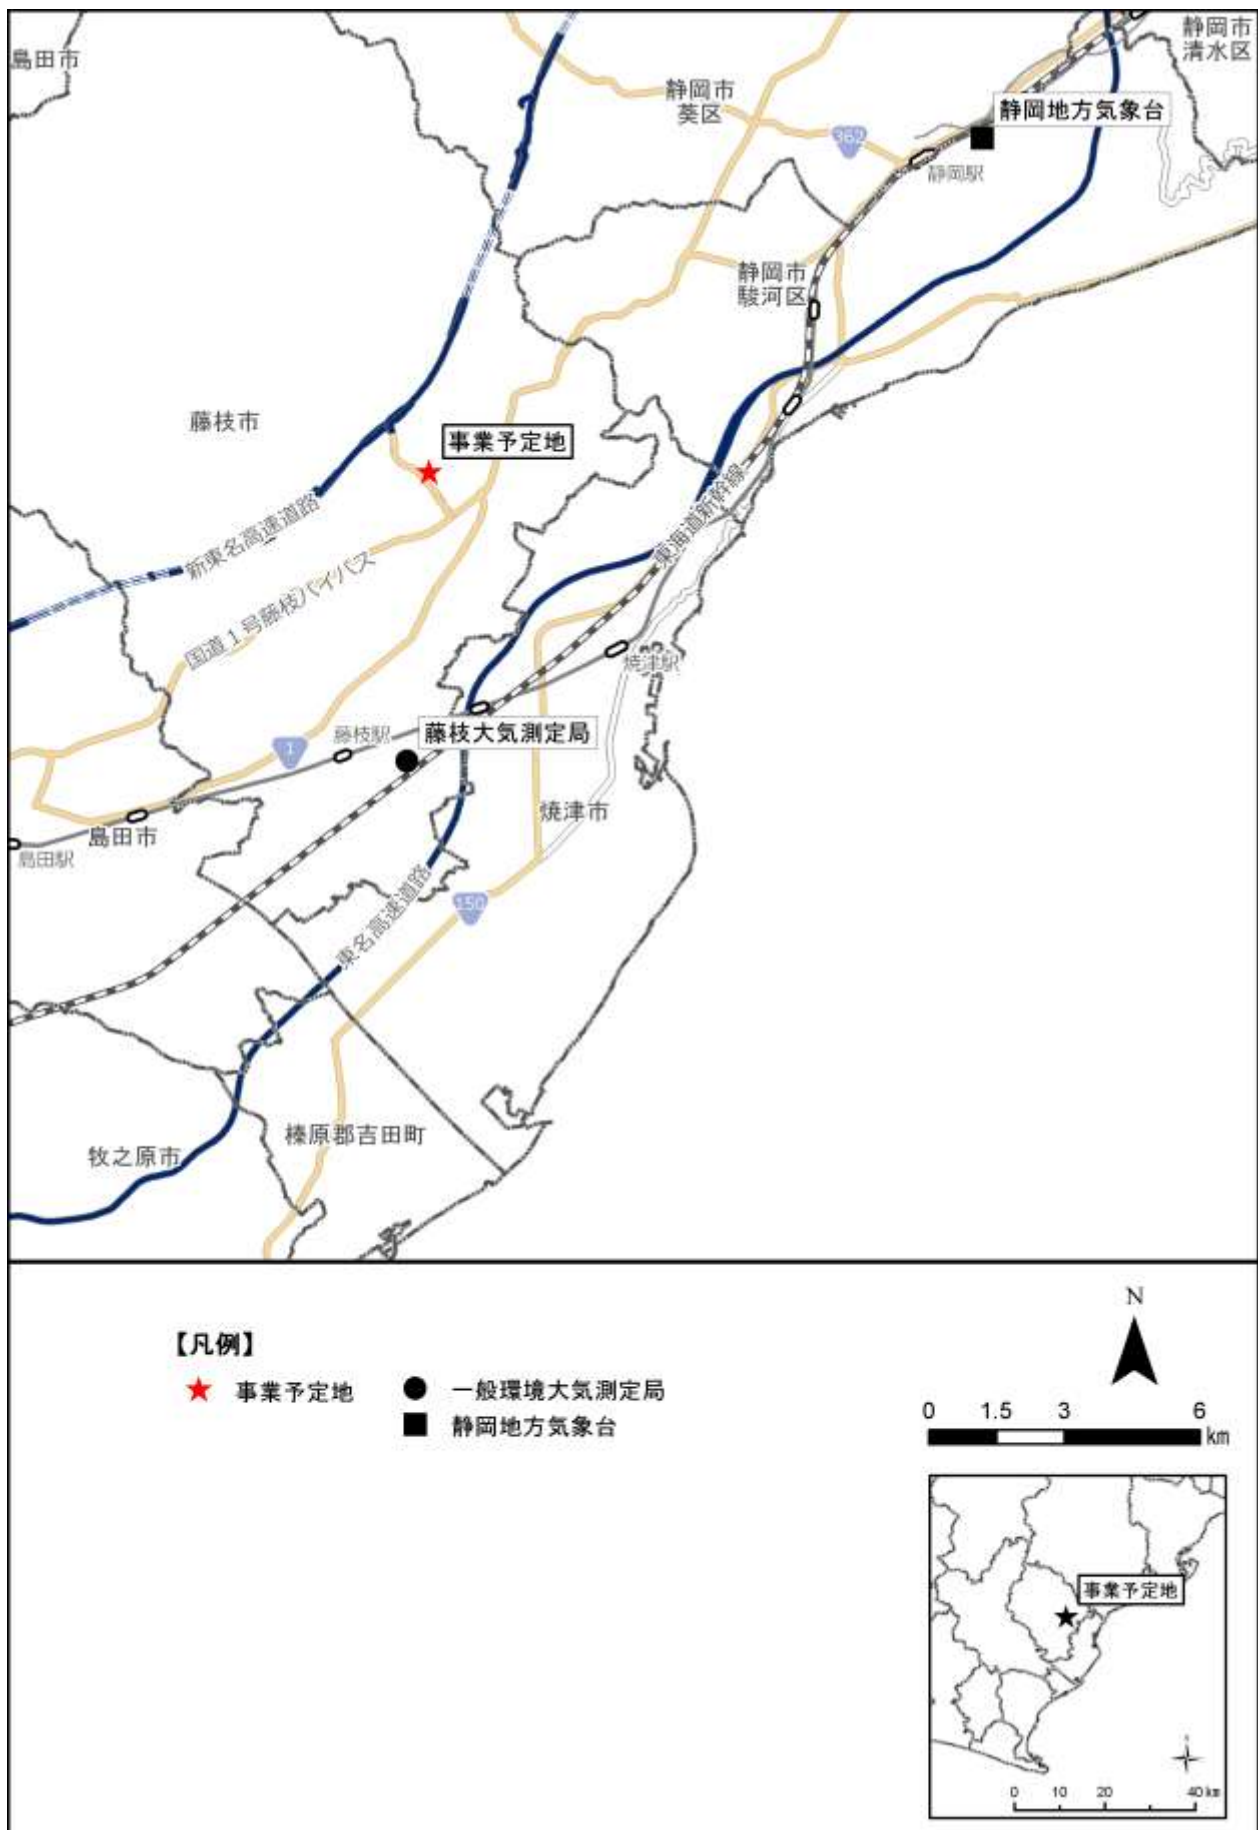 島田市
静岡市
清水区
静岡市
葵区
静岡地方気象台
362
静岡駅
静岡市
駿河区
藤枝市
事業予定地
新東名高速道路
東海道新幹線
国道1号藤枝バイパス
焼津駅
藤枝駅
藤枝大気測定局
1
焼津市
島田市
島田駅
東名高速道路
150
榛原郡吉田町
牧之原市
【凡例】
事業予定地
一般環境大気測定局
静岡地方気象台
N
0 1.5 3 6
km
事業予定地
0 10 20 40 km